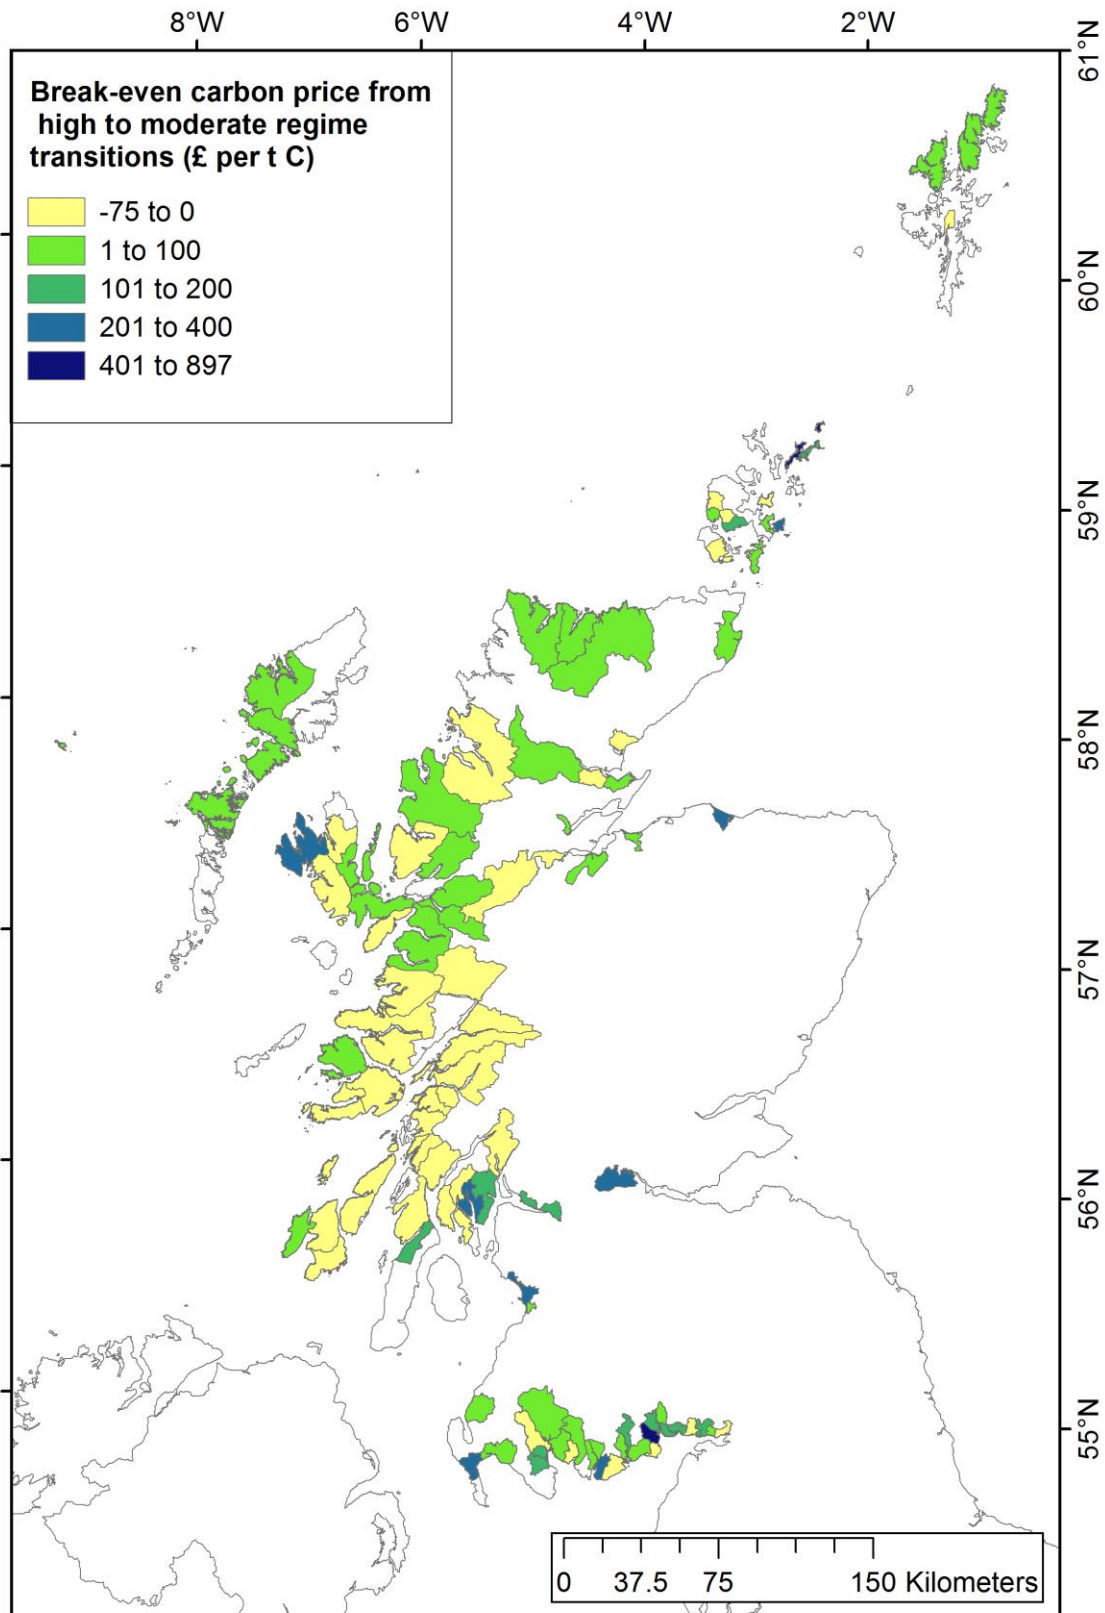 8°W 6°W 4°W 2°W
61°N
Break-even carbon price from
high to moderate regime
transitions (£ per t C)
-75 to 0
1 to 100
101 to 200
201 to 400
401 to 897
60°N
59°N
58°N
57°N
56°N
55°N
0 37.5 75 150 Kilometers